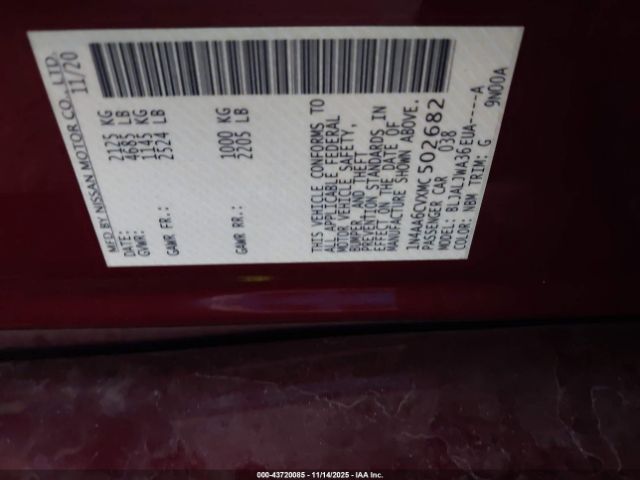 MFD BY NISSAN MOTOR CO., LTD.
DATE: 11/20
GVWR: 2125 KG
4685 LB
GAWR FR.: 1145 KG
2524 LB
GAWR RR.: 1000 KG
2205 LB
THIS VEHICLE CONFORMS TO
ALL APPLICABLE FEDERAL
MOTOR VEHICLE SAFETY,
BUMPER, AND THEFT
PREVENTION STANDARDS IN
EFFECT ON THE DATE OF
MANUFACTURE SHOWN ABOVE.
1N4AA6CVXMC502682
PASSENGER CAR 038
MODEL: BLJALJWA36EUA-----A
COLOR: NBM TRIM: G 9N00A
000-43720085 - 11/14/2025 - IAA Inc.